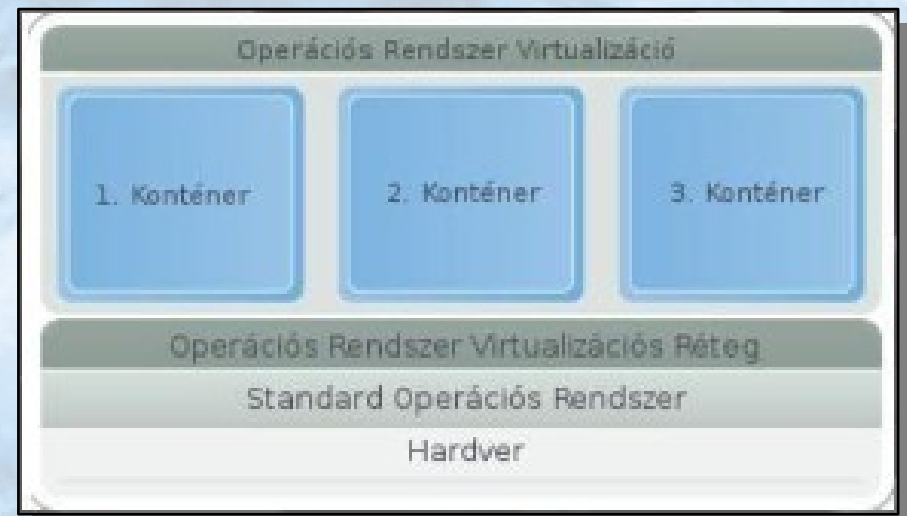 Operációs Rendszer Virtualizáció
1. Konténer
2. Konténer
3. Konténer
Operációs Rendszer Virtualizációs Réteg
Standard Operációs Rendszer
Hardver